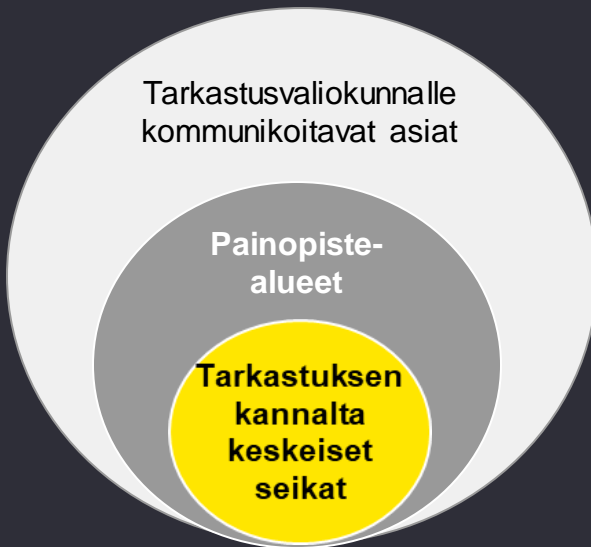 Tarkastusvaliokunnalle
kommunikoitavat asiat
Painopiste-
alueet
Tarkastuksen
kannalta
keskeiset
seikat